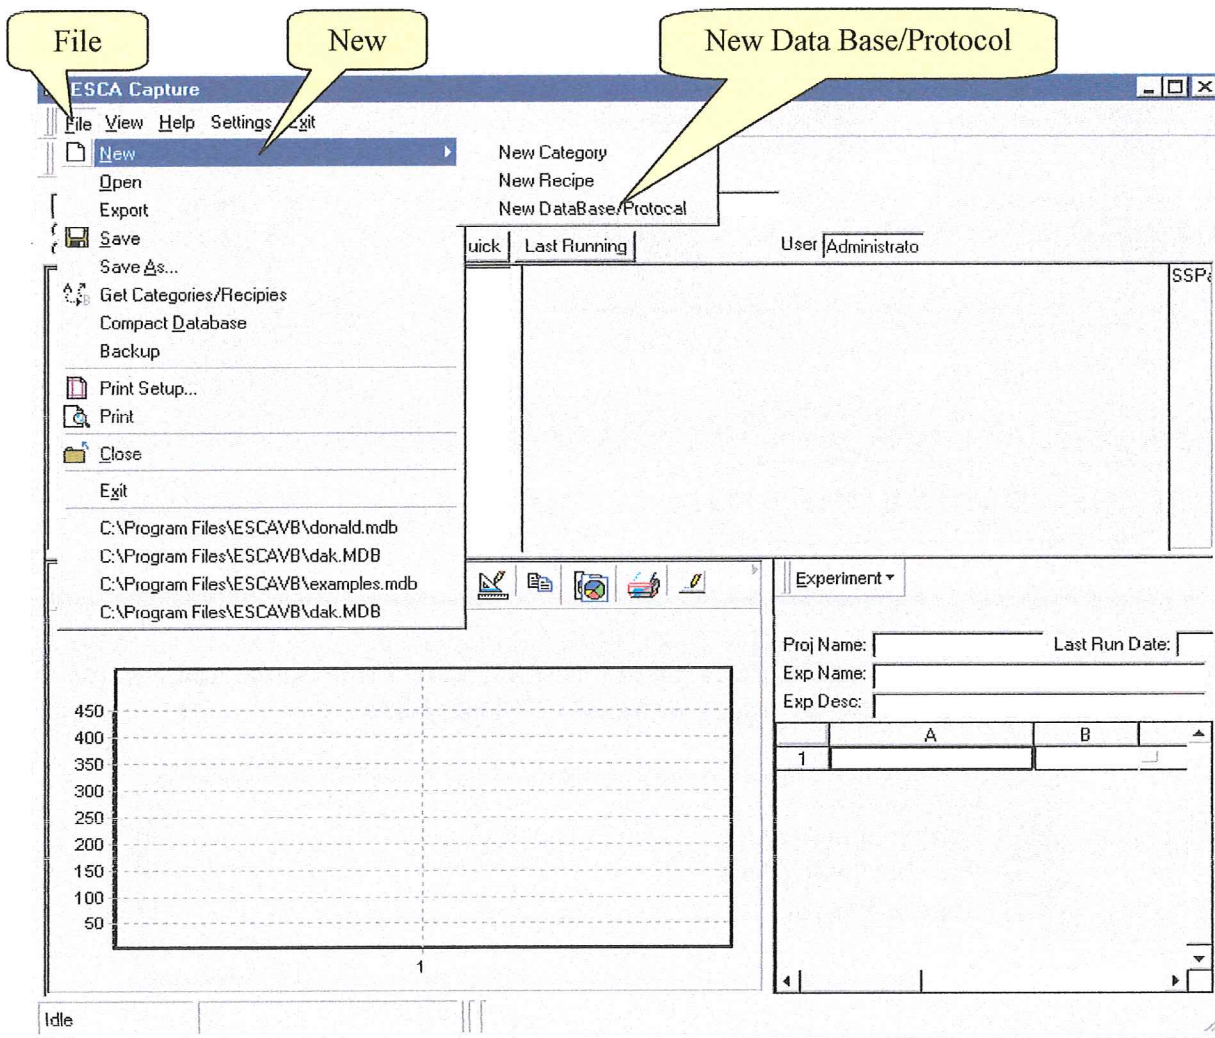 File
New
New Data Base/Protocol
ESCA Capture
File View Help Settings Exit
New
Open
Export
Save
Save As...
Get Categories/Recipies
Compact Database
Backup
Print Setup...
Print
Close
Exit
C:\Program Files\ESCAVB\donald.mdb
C:\Program Files\ESCAVB\dak.MDB
C:\Program Files\ESCAVB\examples.mdb
C:\Program Files\ESCAVB\dak.MDB
New Category
New Recipe
New DataBase/Protocal
uick
Last Running
User Administrato
SSPa
Experiment
Proj Name:
Last Run Date:
Exp Name:
Exp Desc:
A B
1
450
400
350
300
250
200
150
100
50
1
Idle